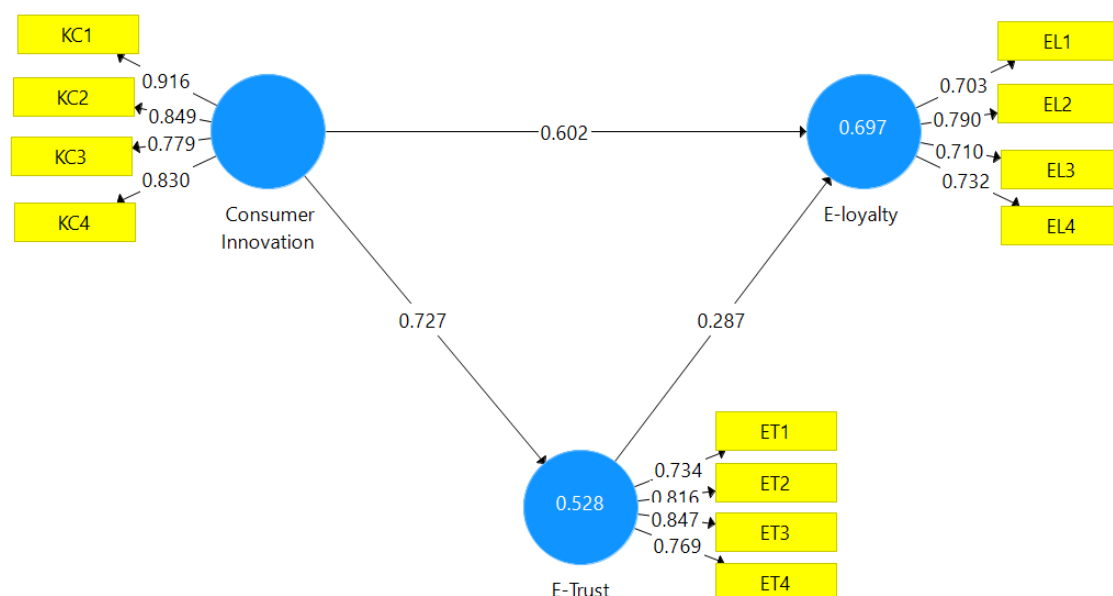 KC1
0.916
KC2
0.849
KC3
0.779
KC4
0.830
Consumer
Innovation
0.602
0.697
E-loyalty
EL1
0.703
EL2
0.790
EL3
0.710
EL4
0.732
0.727
0.287
0.528
E-Trust
ET1
0.734
ET2
0.816
ET3
0.847
ET4
0.769